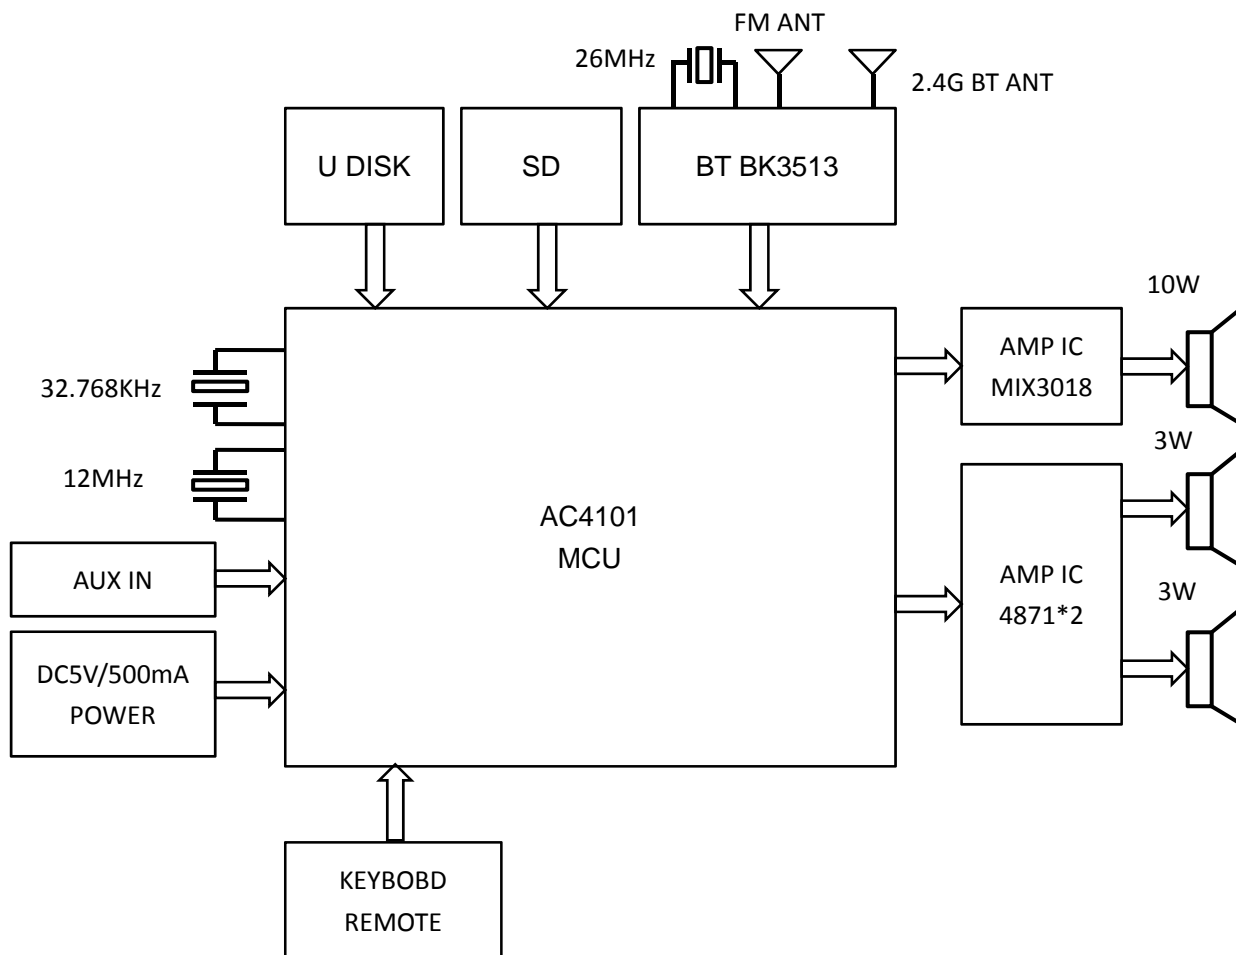 FM ANT
26MHz
2.4G BT ANT
U DISK
SD
BT BK3513
10W
32.768KHz
AMP IC
MIX3018
3W
12MHz
AC4101
MCU
AUX IN
AMP IC
4871*2
3W
DC5V/500mA
POWER
KEYBOBD
REMOTE